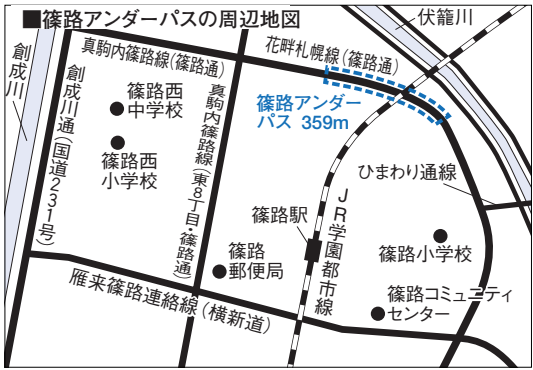 ■篠路アンダーパスの周辺地図
伏籠川
創成川
真駒内篠路線(篠路通)
花畔札幌線(篠路通)
創成川通(国道231号)
篠路西
中学校
篠路西
小学校
真駒内篠路線(東8丁目・篠路通)
篠路アンダー
パス 359m
ひまわり通線
篠路駅
JR学園都市線
篠路小学校
篠路
郵便局
雁来篠路連絡線(横新道)
篠路コミュニティ
センター